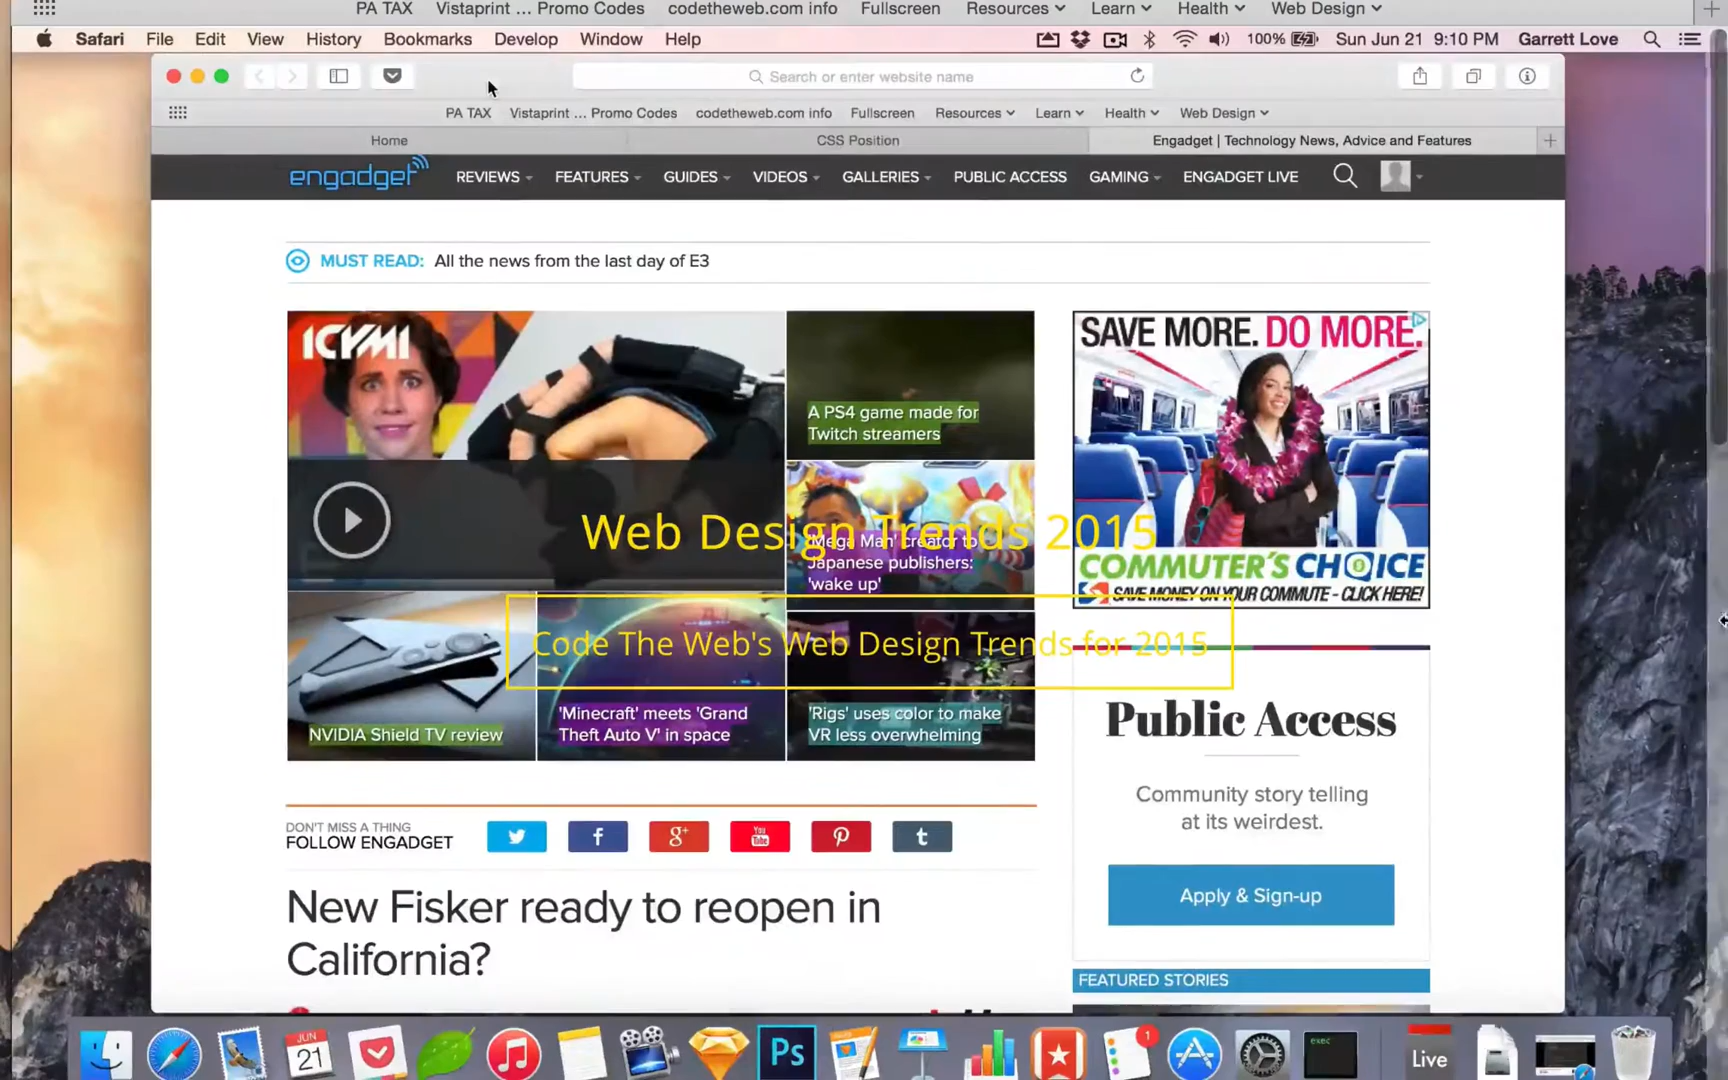 PA TAX Vistaprint ... Promo Codes codetheweb.com info Fullscreen Resources Learn Health Web Design
Safari File Edit View History Bookmarks Develop Window Help 100% Sun Jun 21 9:10 PM Garrett Love
Search or enter website name
PA TAX Vistaprint ... Promo Codes codetheweb.com info Fullscreen Resources Learn Health Web Design
Home CSS Position Engadget | Technology News, Advice and Features
engadget REVIEWS FEATURES GUIDES VIDEOS GALLERIES PUBLIC ACCESS GAMING ENGADGET LIVE
MUST READ: All the news from the last day of E3
ICYMI
A PS4 game made for
Twitch streamers
SAVE MORE. DO MORE.
Web Design Trends 2015
'Mega Man' creator to
Japanese publishers:
'wake up'
COMMUTER'S CHOICE
SAVE MONEY ON YOUR COMMUTE - CLICK HERE!
Code The Web's Web Design Trends for 2015
NVIDIA Shield TV review
'Minecraft' meets 'Grand
Theft Auto V' in space
'Rigs' uses color to make
VR less overwhelming
Public Access
Community story telling
at its weirdest.
Apply & Sign-up
DON'T MISS A THING
FOLLOW ENGADGET
f g+ You Tube t
New Fisker ready to reopen in
California?
FEATURED STORIES
JUN
21
Ps
1
exec
Live